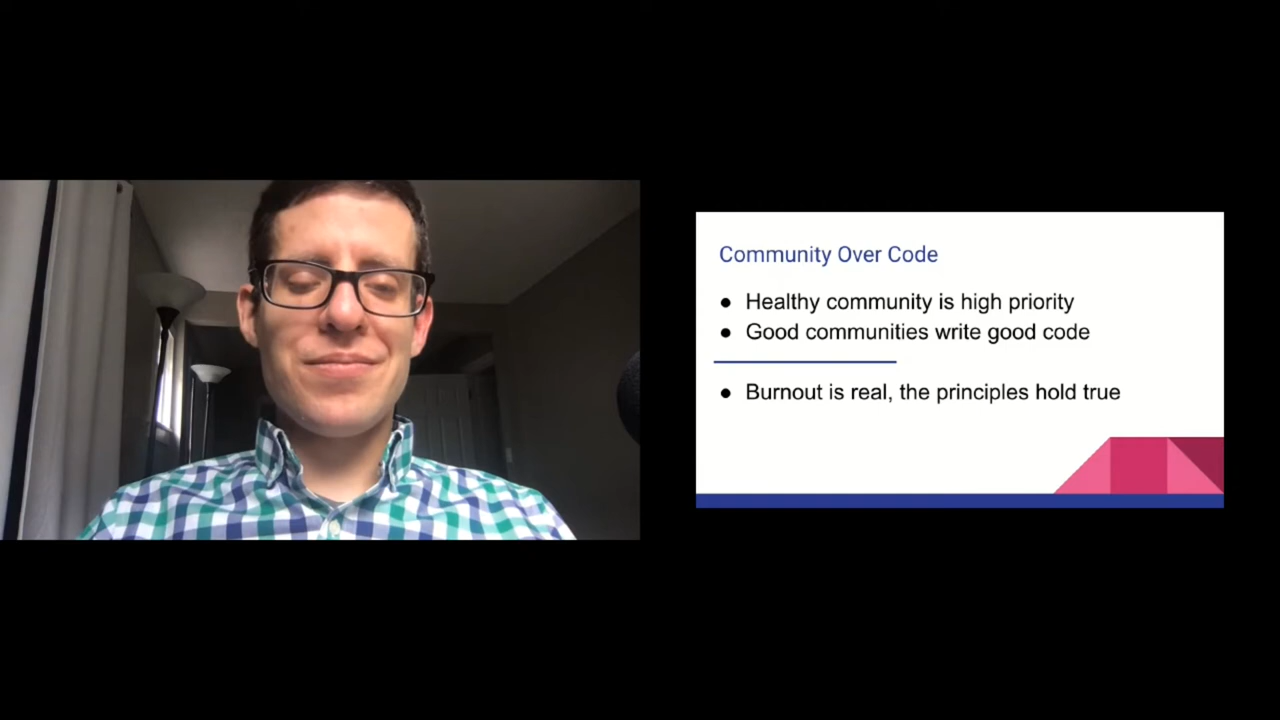 Community Over Code
● Healthy community is high priority
● Good communities write good code
● Burnout is real, the principles hold true